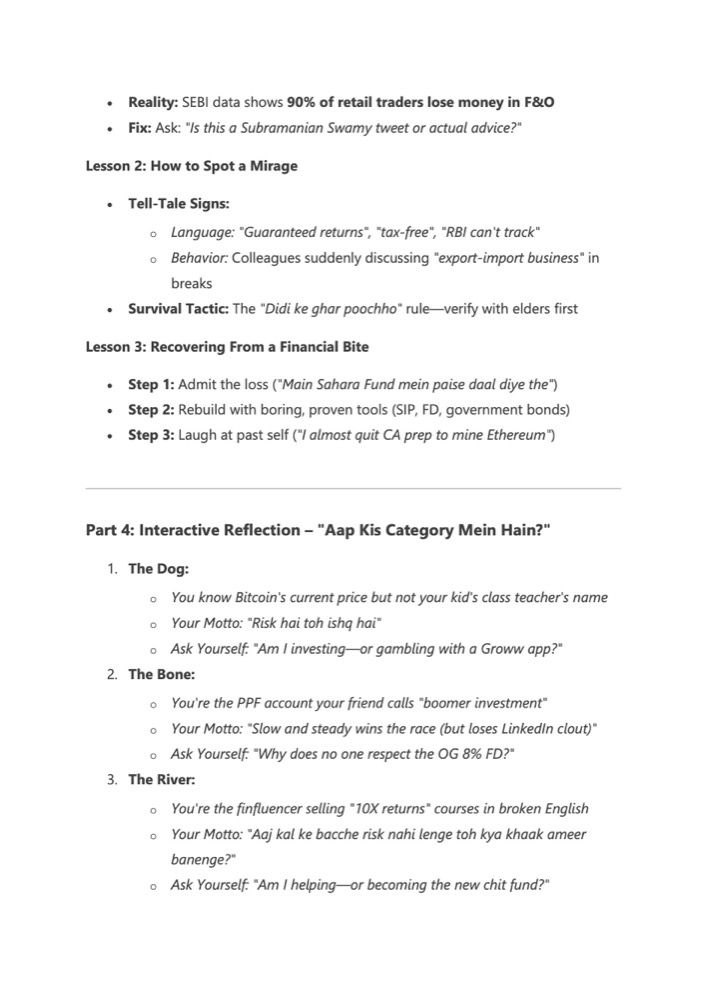 • Reality: SEBI data shows 90% of retail traders lose money in F&O
• Fix: Ask: "Is this a Subramanian Swamy tweet or actual advice?"
Lesson 2: How to Spot a Mirage
• Tell-Tale Signs:
o Language: "Guaranteed returns", "tax-free", "RBI can't track"
o Behavior: Colleagues suddenly discussing "export-import business" in
breaks
• Survival Tactic: The "Didi ke ghar poochho" rule—verify with elders first
Lesson 3: Recovering From a Financial Bite
• Step 1: Admit the loss ("Main Sahara Fund mein paise daal diye the")
• Step 2: Rebuild with boring, proven tools (SIP, FD, government bonds)
• Step 3: Laugh at past self ("I almost quit CA prep to mine Ethereum")
Part 4: Interactive Reflection – "Aap Kis Category Mein Hain?"
1. The Dog:
o You know Bitcoin's current price but not your kid's class teacher's name
o Your Motto: "Risk hai toh ishq hai"
o Ask Yourself: "Am I investing—or gambling with a Groww app?"
2. The Bone:
o You're the PPF account your friend calls "boomer investment"
o Your Motto: "Slow and steady wins the race (but loses LinkedIn clout)"
o Ask Yourself: "Why does no one respect the OG 8% FD?"
3. The River:
o You're the finfluencer selling "10X returns" courses in broken English
o Your Motto: "Aaj kal ke bacche risk nahi lenge toh kya khaak ameer
banenge?"
o Ask Yourself: "Am I helping—or becoming the new chit fund?"